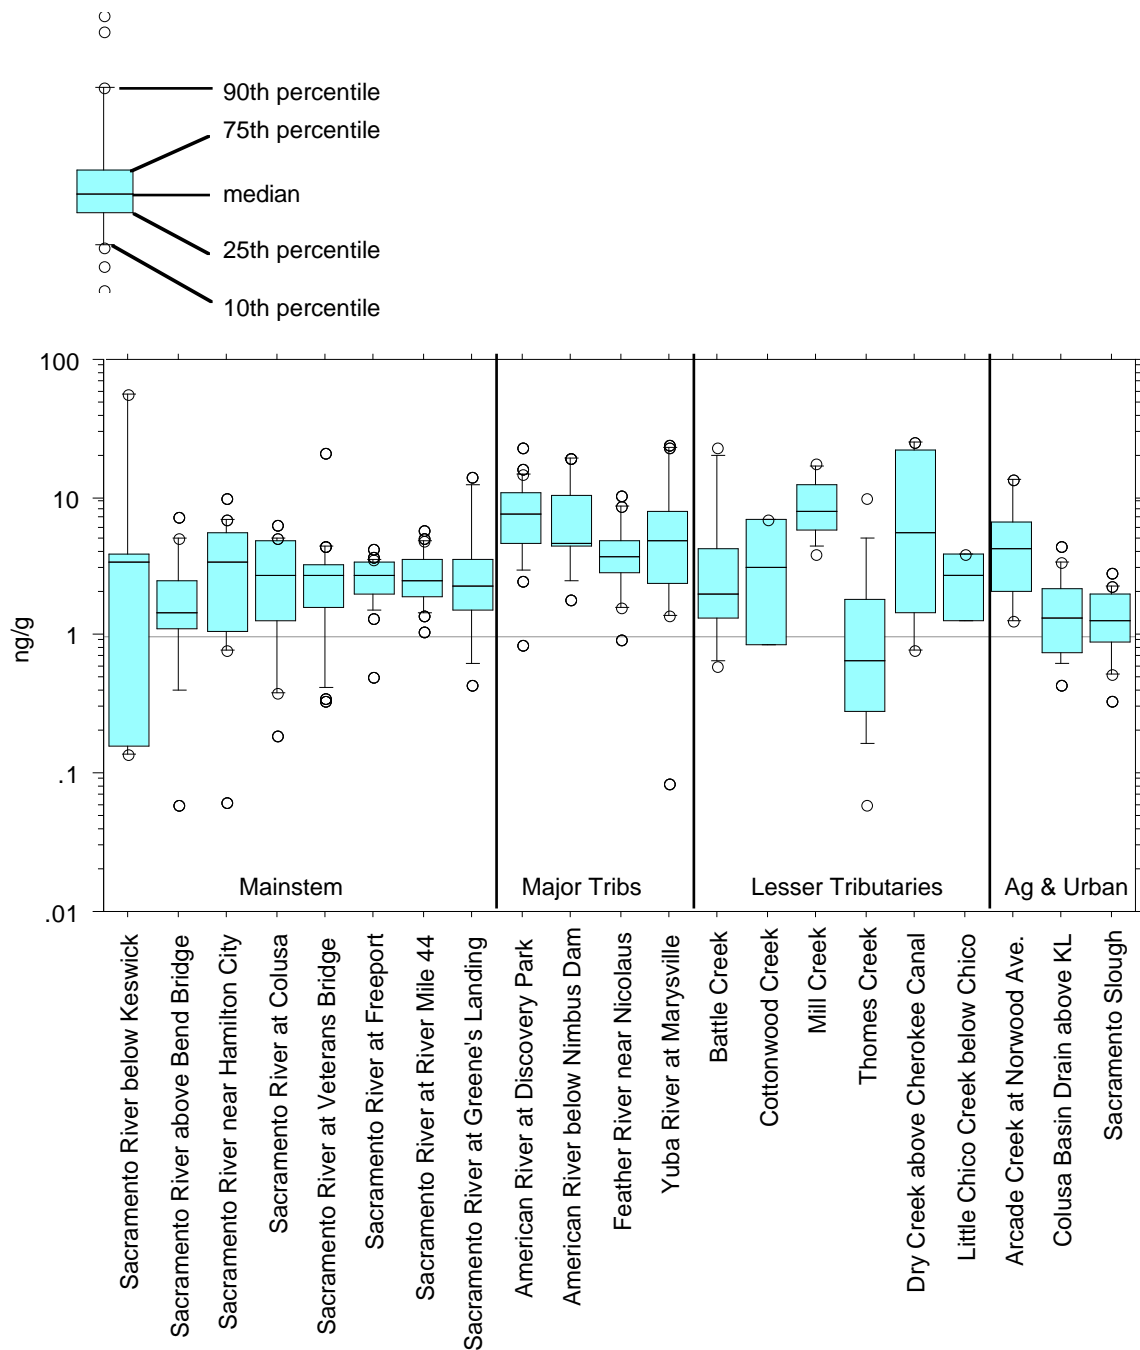 90th percentile
75th percentile
median
25th percentile
10th percentile
100
10
1
.1
.01
ng/g
Mainstem
Major Tribs
Lesser Tributaries
Ag & Urban
Sacramento River below Keswick
Sacramento River above Bend Bridge
Sacramento River near Hamilton City
Sacramento River at Colusa
Sacramento River at Veterans Bridge
Sacramento River at Freeport
Sacramento River at River Mile 44
Sacramento River at Greene's Landing
American River at Discovery Park
American River below Nimbus Dam
Feather River near Nicolaus
Yuba River at Marysville
Battle Creek
Cottonwood Creek
Mill Creek
Thomes Creek
Dry Creek above Cherokee Canal
Little Chico Creek below Chico
Arcade Creek at Norwood Ave.
Colusa Basin Drain above KL
Sacramento Slough